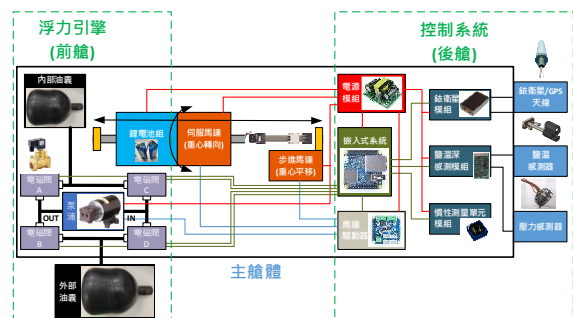 浮力引擎
(前艙)
控制系統
(後艙)
內部油囊
鋰電池組
伺服馬達
(重心轉向)
步進馬達
(重心平移)
電源
模組
嵌入式系統
馬達
驅動器
銥衛星
模組
鹽溫深
感測模組
慣性測量單元
模組
銥衛星/GPS
天線
鹽溫
感測器
壓力感測器
電磁閥
A
電磁閥
C
泵浦
OUT
IN
電磁閥
B
電磁閥
D
外部
油囊
主艙體